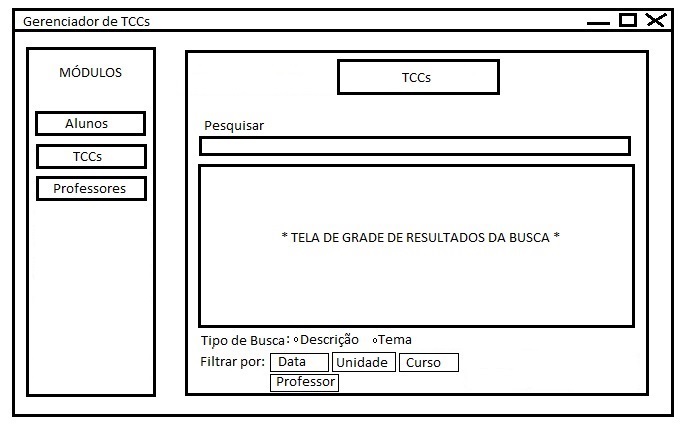 Gerenciador de TCCs
MÓDULOS
Alunos
TCCs
Professores
TCCs
Pesquisar
* TELA DE GRADE DE RESULTADOS DA BUSCA *
Tipo de Busca: Descrição Tema
Filtrar por: Data Unidade Curso
Professor